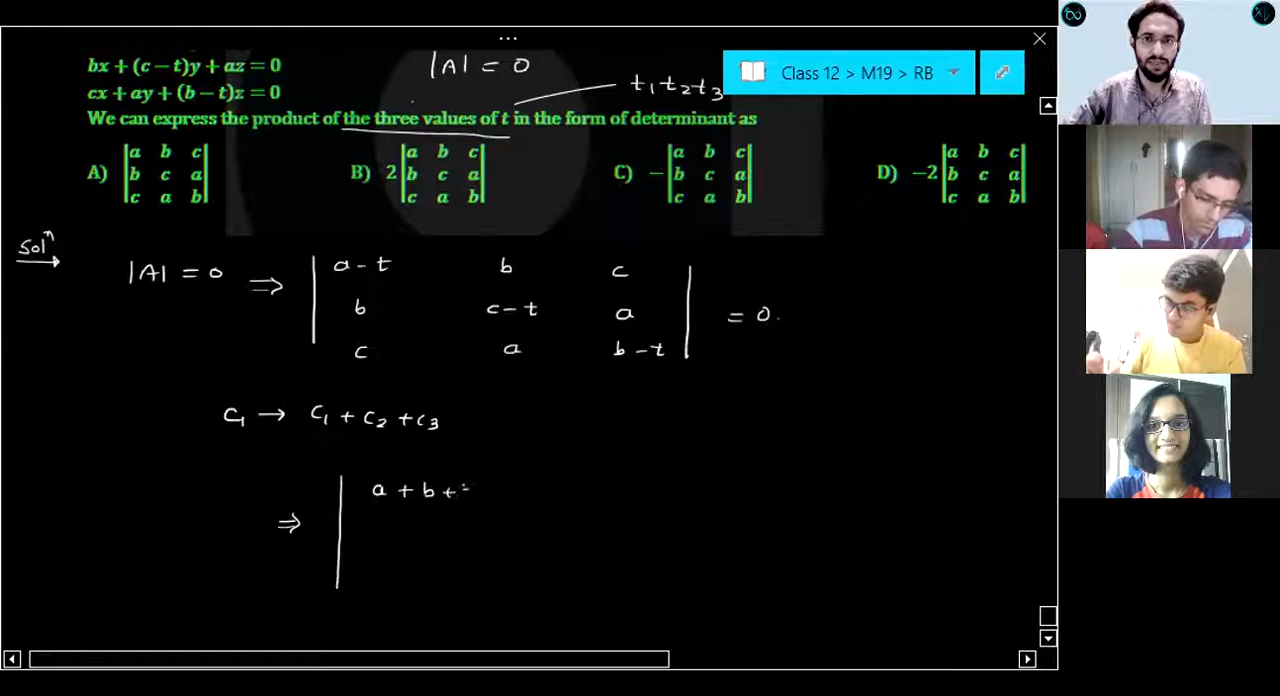 bx + (c − t)y + az = 0
|A| = 0
Class 12 > M19 > RB
cx + ay + (b − t)z = 0
t₁t₂t₃
We can express the product of the three values of t in the form of determinant as
A) |a b c| B) 2 |a b c| C) − |a b c| D) −2 |a b c|
|b c a| |b c a| |b c a| |b c a|
|c a b| |c a b| |c a b| |c a b|
Solⁿ
|A| = 0 ⇒ | a − t b c |
| b c − t a | = 0.
| c a b − t |
C₁ → C₁ + C₂ + C₃
⇒ | a + b +